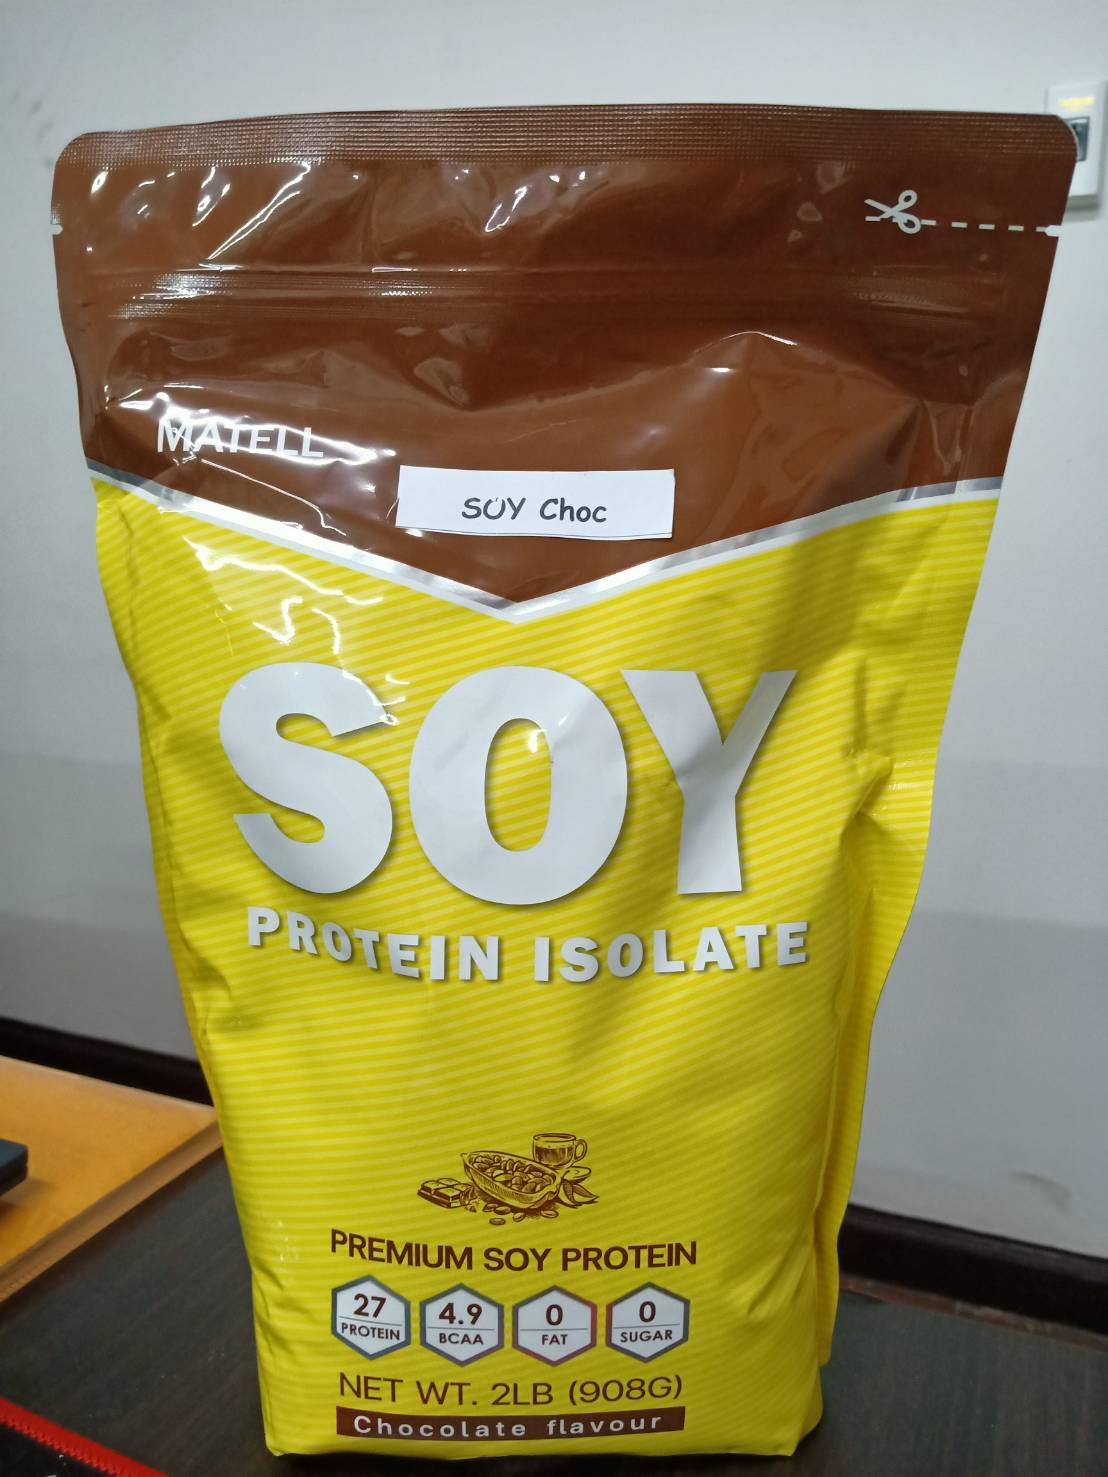 MATELL
SOY Choc
SOY
PROTEIN ISOLATE
PREMIUM SOY PROTEIN
27 4.9 0 0
PROTEIN BCAA FAT SUGAR
NET WT. 2LB (908G)
Chocolate flavour